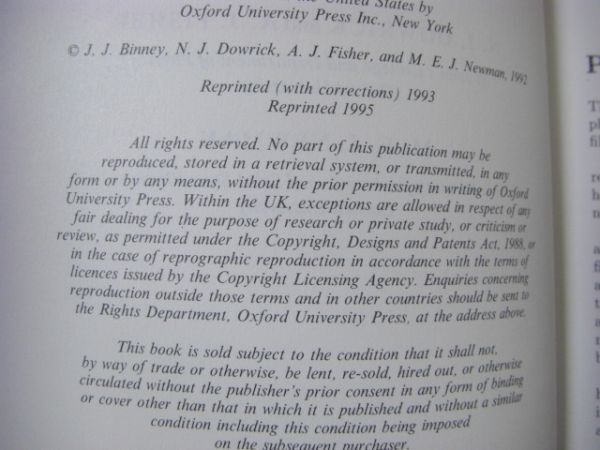 the United States by
Oxford University Press Inc., New York
© J. J. Binney, N. J. Dowrick, A. J. Fisher, and M. E. J. Newman, 1992
Reprinted (with corrections) 1993
Reprinted 1995
All rights reserved. No part of this publication may be
reproduced, stored in a retrieval system, or transmitted, in any
form or by any means, without the prior permission in writing of Oxford
University Press. Within the UK, exceptions are allowed in respect of any
fair dealing for the purpose of research or private study, or criticism or
review, as permitted under the Copyright, Designs and Patents Act, 1988, or
in the case of reprographic reproduction in accordance with the terms of
licences issued by the Copyright Licensing Agency. Enquiries concerning
reproduction outside those terms and in other countries should be sent to
the Rights Department, Oxford University Press, at the address above.
This book is sold subject to the condition that it shall not,
by way of trade or otherwise, be lent, re-sold, hired out, or otherwise
circulated without the publisher's prior consent in any form of binding
or cover other than that in which it is published and without a similar
condition including this condition being imposed
on the subsequent purchaser.